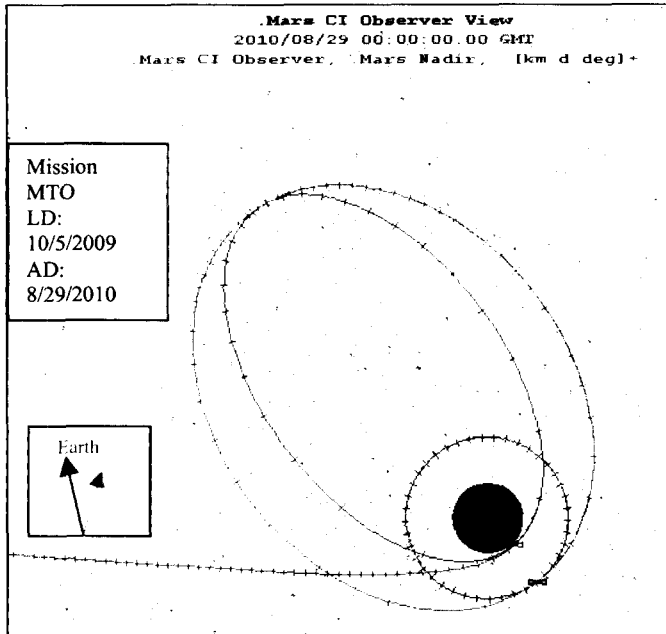 .Mars CI Observer View
2010/08/29 00:00:00.00 GMT
Mars CI Observer, Mars Nadir, [km d deg]+
Mission
MTO
LD:
10/5/2009
AD:
8/29/2010
Earth